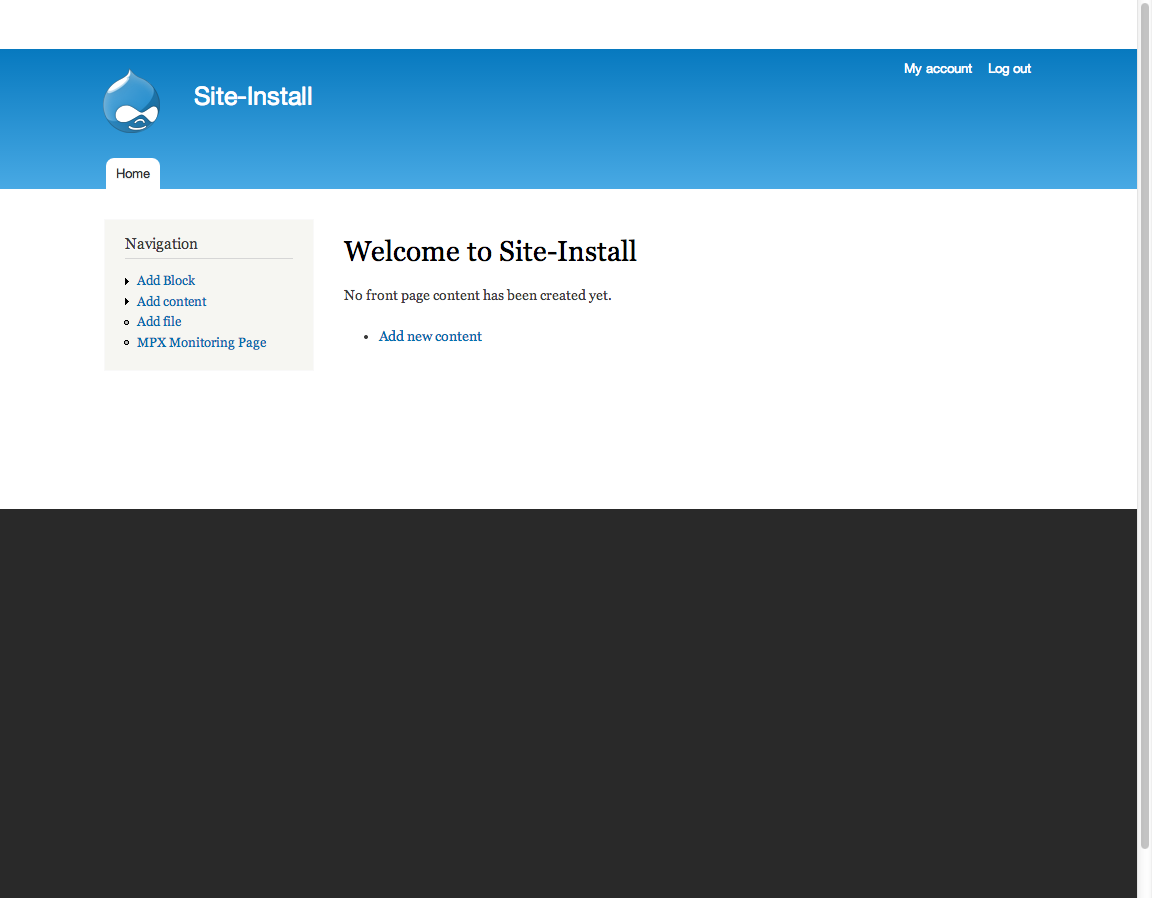 My account Log out
Site-Install
Home
Navigation
Add Block
Add content
Add file
MPX Monitoring Page
Welcome to Site-Install
No front page content has been created yet.
Add new content